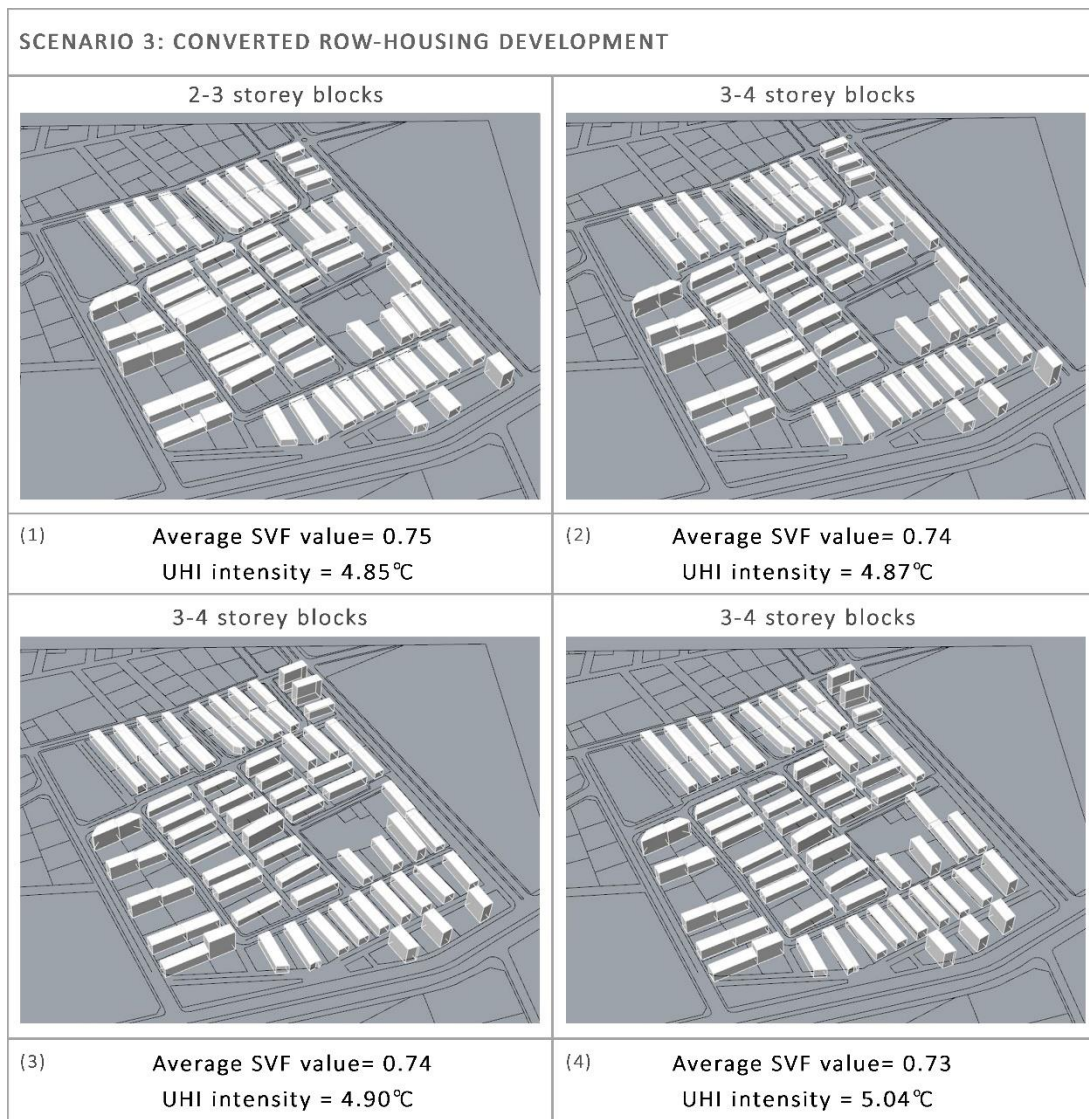 SCENARIO 3: CONVERTED ROW-HOUSING DEVELOPMENT
2-3 storey blocks
3-4 storey blocks
(1) Average SVF value= 0.75
UHI intensity = 4.85°C
(2) Average SVF value= 0.74
UHI intensity = 4.87°C
3-4 storey blocks
3-4 storey blocks
(3) Average SVF value= 0.74
UHI intensity = 4.90°C
(4) Average SVF value= 0.73
UHI intensity = 5.04°C